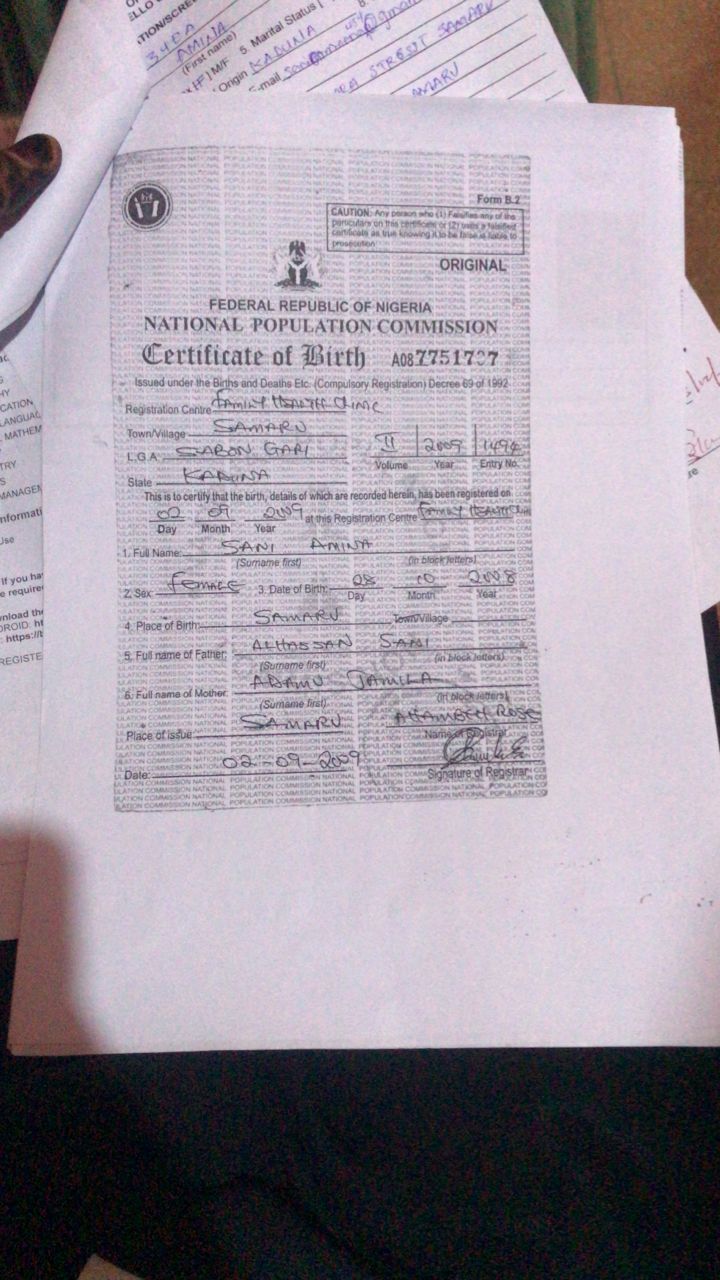 AMINA
(First name)
M/F 5. Marital Status
Origin KADUNA
STREET SAMARU
Form B.2
CAUTION: Any person who (1) Falsifies any of the
particulars on this certificate or (2) uses a falsified
certificate as true knowing it to be false is liable to
prosecution
ORIGINAL
FEDERAL REPUBLIC OF NIGERIA
NATIONAL POPULATION COMMISSION
Certificate of Birth A087751727
Issued under the Births and Deaths Etc. (Compulsory Registration) Decree 69 of 1992
Registration Centre FAMILY HEALTH CLINIC
Town/Village SAMARU
L.G.A. SABON GARI II 2009 1494
Volume Year Entry No.
State KADUNA
This is to certify that the birth, details of which are recorded herein, has been registered on
02 09 2009 at this Registration Centre FAMILY HEALTH
Day Month Year
1. Full Name: SANI AMINA
(Surname first) (in block letters)
2. Sex: FEMALE 3. Date of Birth: 28 10 2008
Day Month Year
4. Place of Birth: SAMARU Town/Village
5. Full name of Father: ALHASSAN SANI
(Surname first) (in block letters)
6. Full name of Mother: ADAMU JAMILA
(Surname first) (in block letters)
Place of issue SAMARU ROSE
Name of Registrar
Date: 02-09-2009
Signature of Registrar